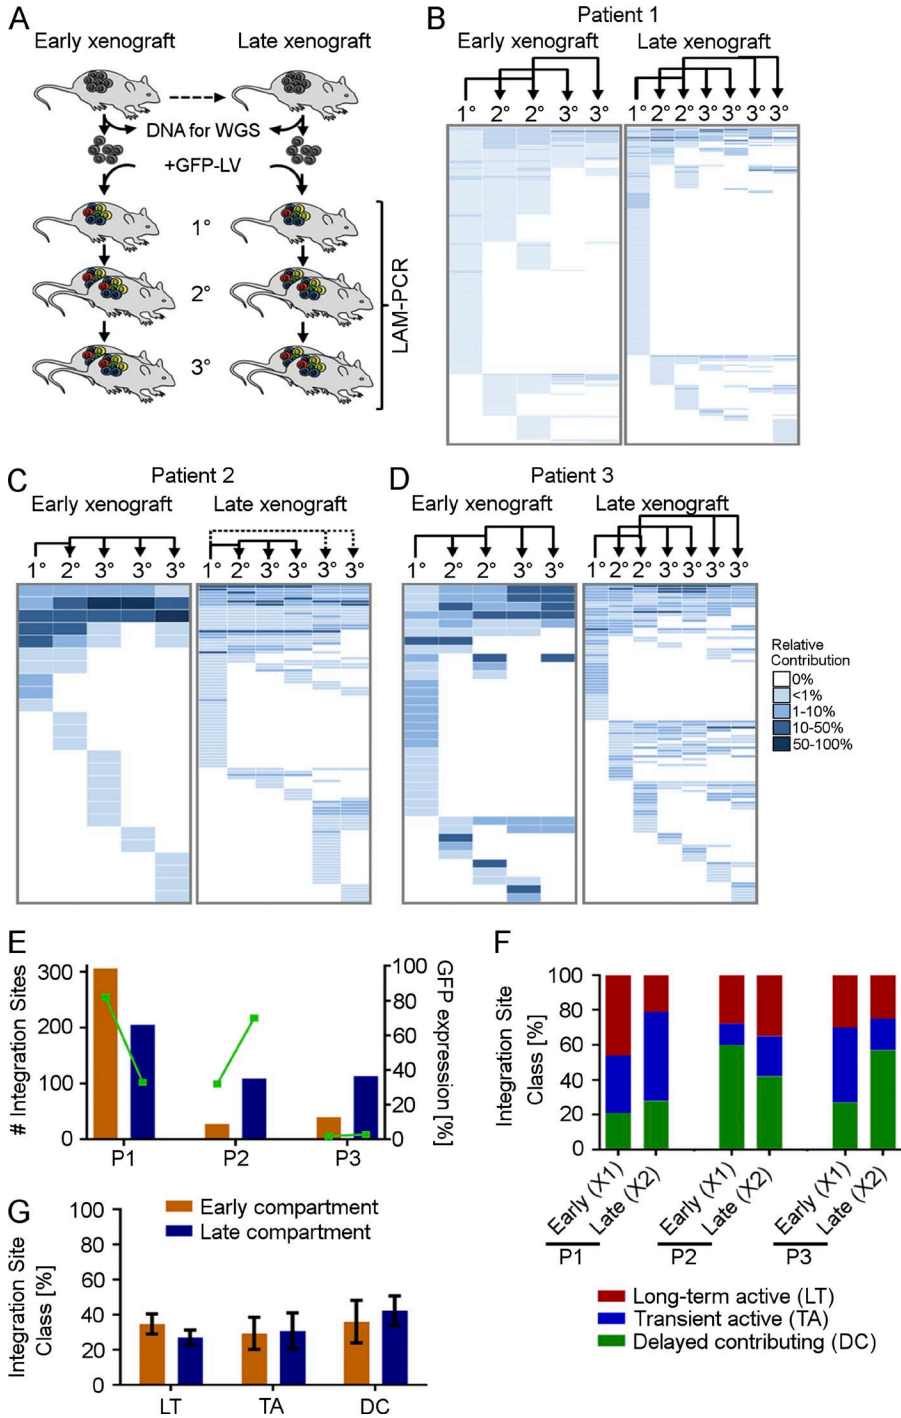 A
Early xenograft
Late xenograft
DNA for WGS
+GFP-LV
1°
2°
3°
LAM-PCR
B
Patient 1
Early xenograft
Late xenograft
1° 2° 2° 3° 3°
1° 2° 2° 3° 3° 3° 3°
C
Patient 2
Early xenograft
Late xenograft
1° 2° 3° 3° 3°
1° 2° 3° 3° 3° 3°
D
Patient 3
Early xenograft
Late xenograft
1° 2° 2° 3° 3°
1° 2° 2° 3° 3° 3° 3°
Relative
Contribution
0%
<1%
1-10%
10-50%
50-100%
E
# Integration Sites
300
200
100
0
P1
P2
P3
100
80
60
40
20
0
GFP expression [%]
F
Integration Site
Class [%]
100
80
60
40
20
0
Early (X1)
Late (X2)
Early (X1)
Late (X2)
Early (X1)
Late (X2)
P1
P2
P3
Long-term active (LT)
Transient active (TA)
Delayed contributing (DC)
G
Integration Site
Class [%]
100
80
60
40
20
0
Early compartment
Late compartment
LT
TA
DC